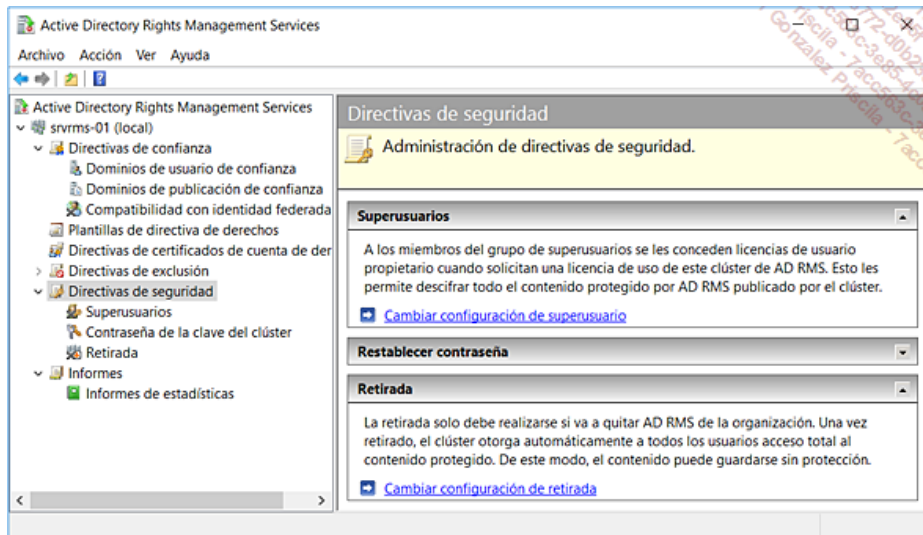 Active Directory Rights Management Services
Archivo Acción Ver Ayuda
Active Directory Rights Management Services
srvrms-01 (local)
Directivas de confianza
Dominios de usuario de confianza
Dominios de publicación de confianza
Compatibilidad con identidad federada
Plantillas de directiva de derechos
Directivas de certificados de cuenta de der
Directivas de exclusión
Directivas de seguridad
Superusuarios
Contraseña de la clave del clúster
Retirada
Informes
Informes de estadísticas
Directivas de seguridad
Administración de directivas de seguridad.
Superusuarios
A los miembros del grupo de superusuarios se les conceden licencias de usuario
propietario cuando solicitan una licencia de uso de este clúster de AD RMS. Esto les
permite descifrar todo el contenido protegido por AD RMS publicado por el clúster.
Cambiar configuración de superusuario
Restablecer contraseña
Retirada
La retirada solo debe realizarse si va a quitar AD RMS de la organización. Una vez
retirado, el clúster otorga automáticamente a todos los usuarios acceso total al
contenido protegido. De este modo, el contenido puede guardarse sin protección.
Cambiar configuración de retirada